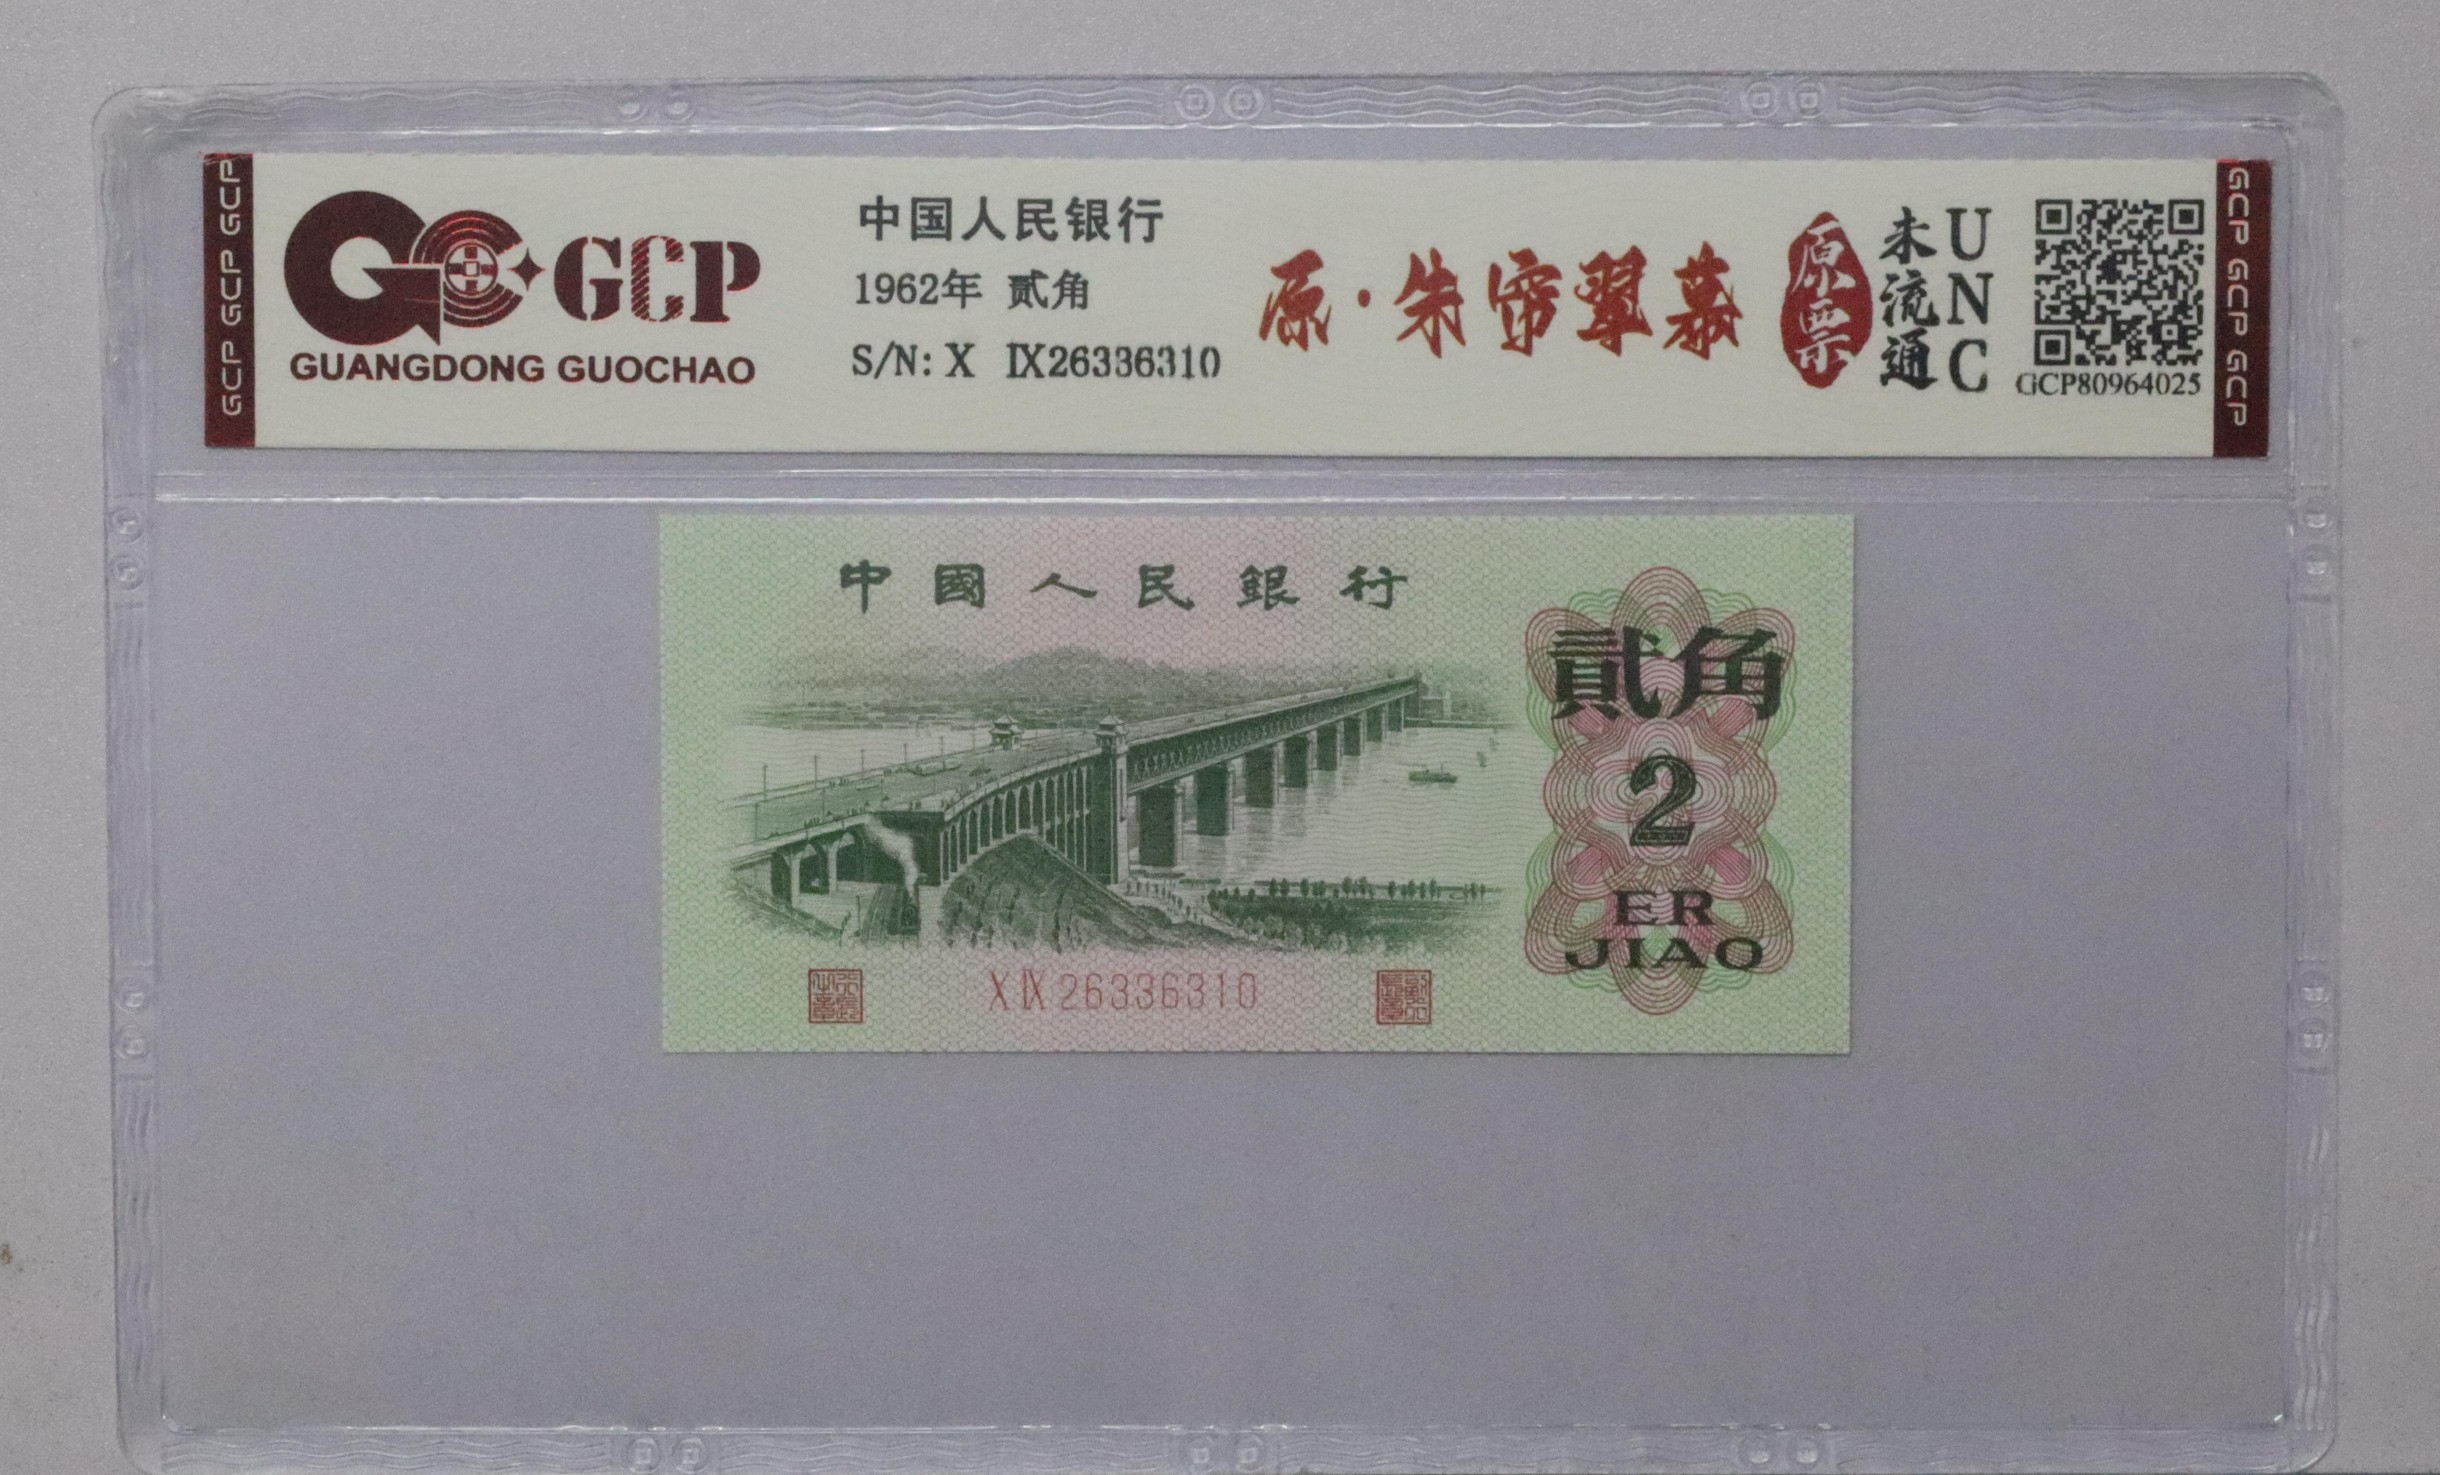 GCP GCP GCP
GCP
GUANGDONG GUOCHAO
中国人民银行
1962年 贰角
S/N: X Ⅸ26336310
原·朱帘翠幕
原票
未流通
UNC
GCP80964025
GCP GCP GCP
中國人民銀行
貳角
2
ER
JIAO
X Ⅸ 26336310